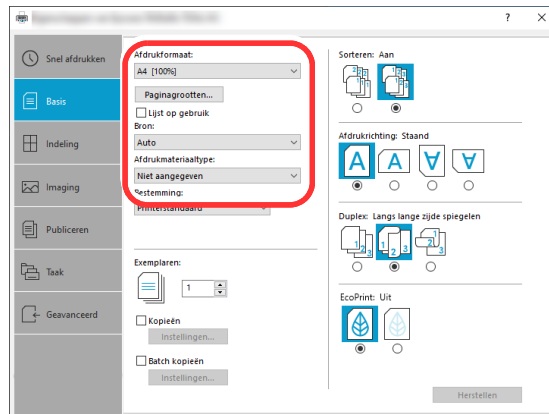 Snel afdrukken
Basis
Indeling
Imaging
Publiceren
Taak
Geavanceerd
Afdrukformaat:
A4 [100%]
Paginagrootten...
Lijst op gebruik
Bron:
Auto
Afdrukmateriaaltype:
Niet aangegeven
Bestemming:
Printerstandaard
Exemplaren:
1
Kopieën
Instellingen...
Batch kopieën
Instellingen...
Sorteren: Aan
Afdrukrichting: Staand
A A A A
Duplex: Langs lange zijde spiegelen
EcoPrint: Uit
Herstellen